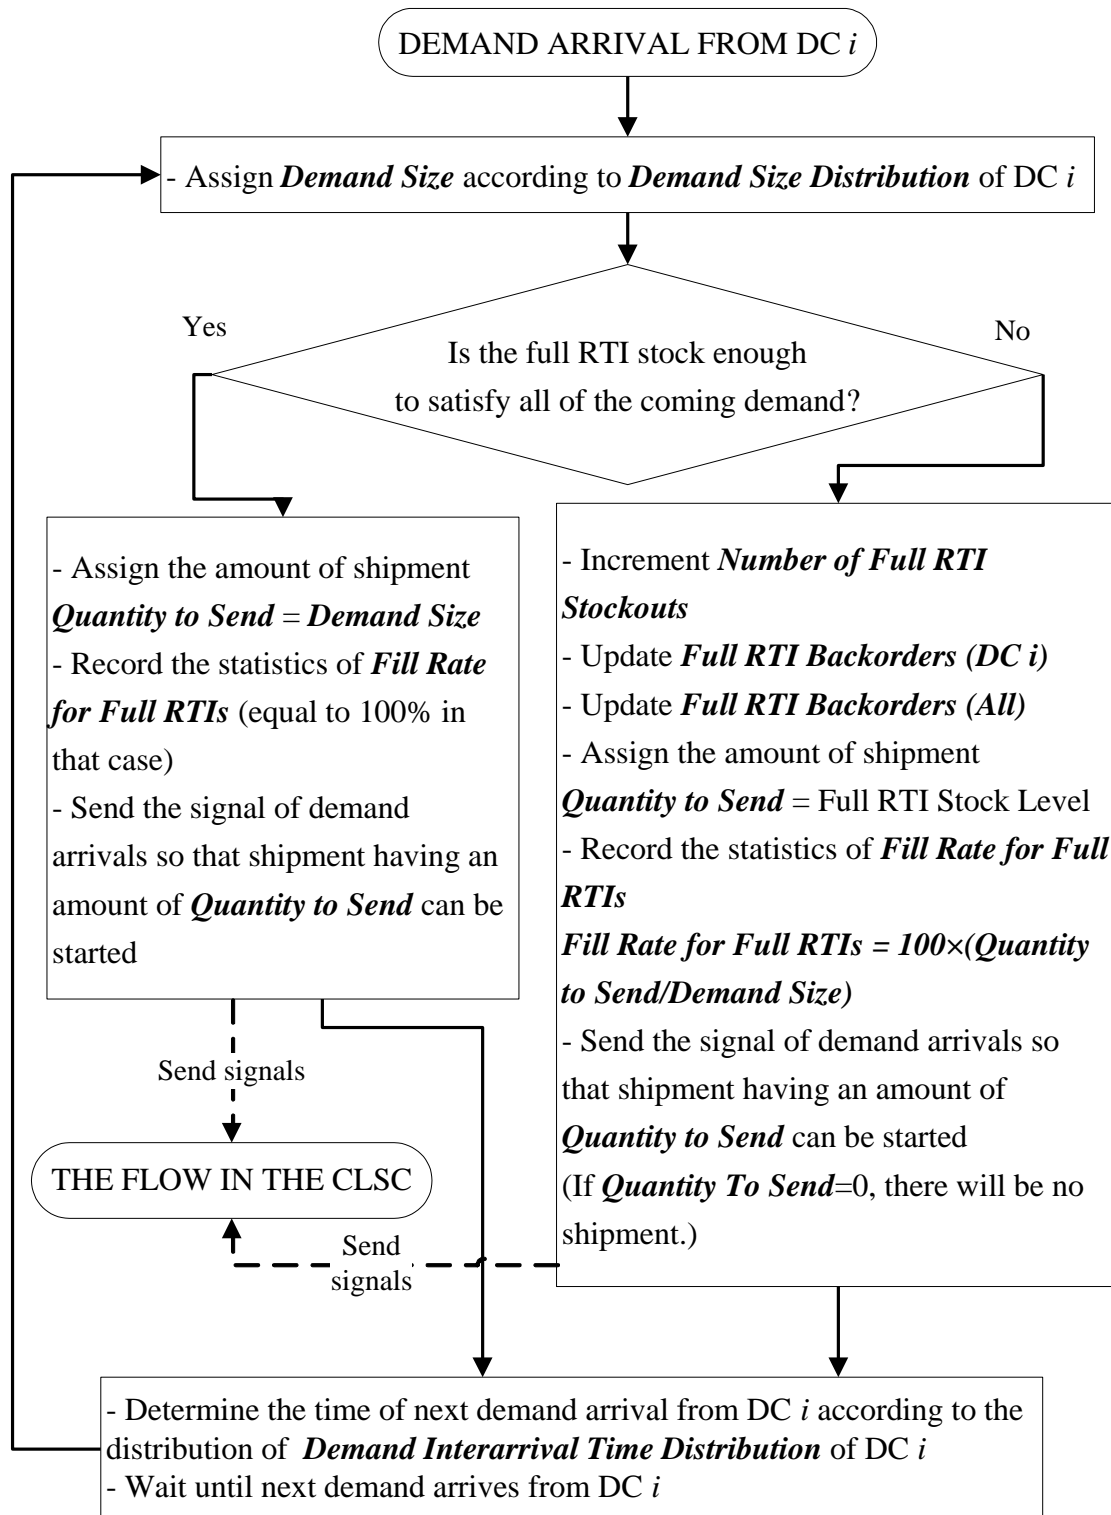 DEMAND ARRIVAL FROM DC i
- Assign Demand Size according to Demand Size Distribution of DC i
Yes
No
Is the full RTI stock enough
to satisfy all of the coming demand?
- Assign the amount of shipment
Quantity to Send = Demand Size
- Record the statistics of Fill Rate
for Full RTIs (equal to 100% in
that case)
- Send the signal of demand
arrivals so that shipment having an
amount of Quantity to Send can be
started
- Increment Number of Full RTI
Stockouts
- Update Full RTI Backorders (DC i)
- Update Full RTI Backorders (All)
- Assign the amount of shipment
Quantity to Send = Full RTI Stock Level
- Record the statistics of Fill Rate for Full
RTIs
Fill Rate for Full RTIs = 100×(Quantity
to Send/Demand Size)
- Send the signal of demand arrivals so
that shipment having an amount of
Quantity to Send can be started
(If Quantity To Send=0, there will be no
shipment.)
Send signals
THE FLOW IN THE CLSC
Send
signals
- Determine the time of next demand arrival from DC i according to the
distribution of Demand Interarrival Time Distribution of DC i
- Wait until next demand arrives from DC i